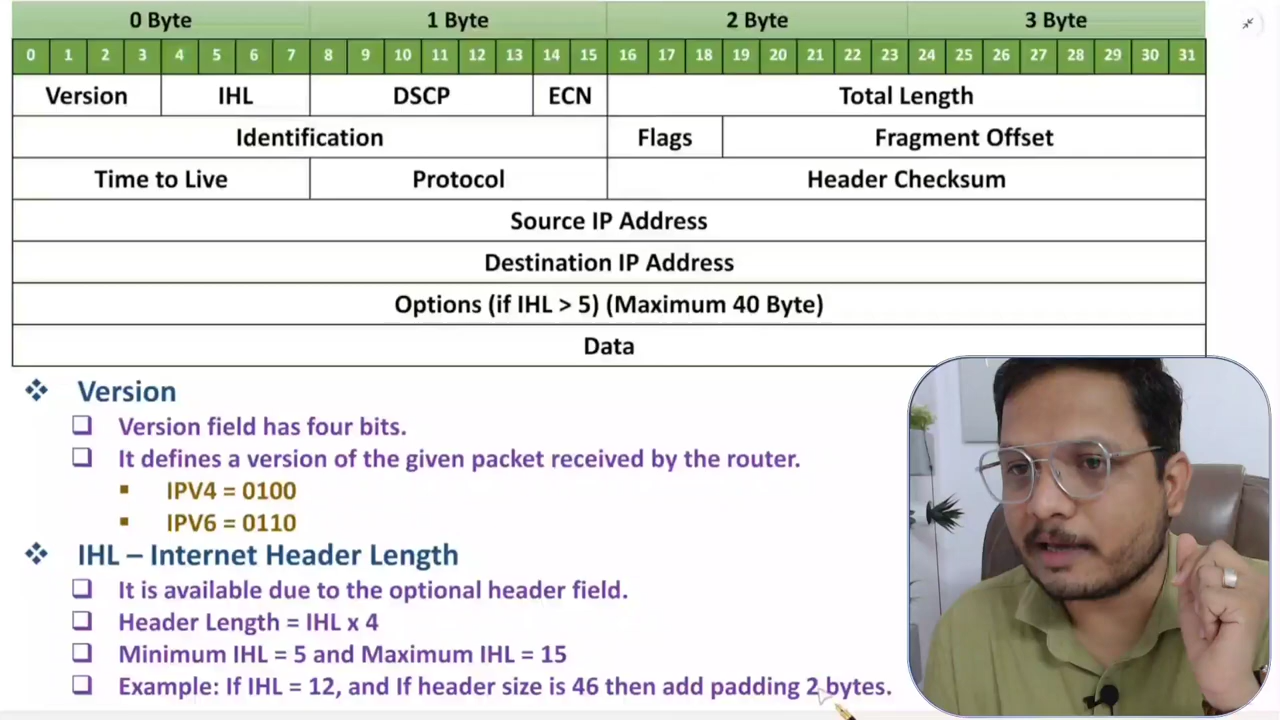 0 Byte 1 Byte 2 Byte 3 Byte
0 1 2 3 4 5 6 7 8 9 10 11 12 13 14 15 16 17 18 19 20 21 22 23 24 25 26 27 28 29 30 31
Version IHL DSCP ECN Total Length
Identification Flags Fragment Offset
Time to Live Protocol Header Checksum
Source IP Address
Destination IP Address
Options (if IHL > 5) (Maximum 40 Byte)
Data
Version
Version field has four bits.
It defines a version of the given packet received by the router.
IPV4 = 0100
IPV6 = 0110
IHL – Internet Header Length
It is available due to the optional header field.
Header Length = IHL x 4
Minimum IHL = 5 and Maximum IHL = 15
Example: If IHL = 12, and If header size is 46 then add padding 2 bytes.